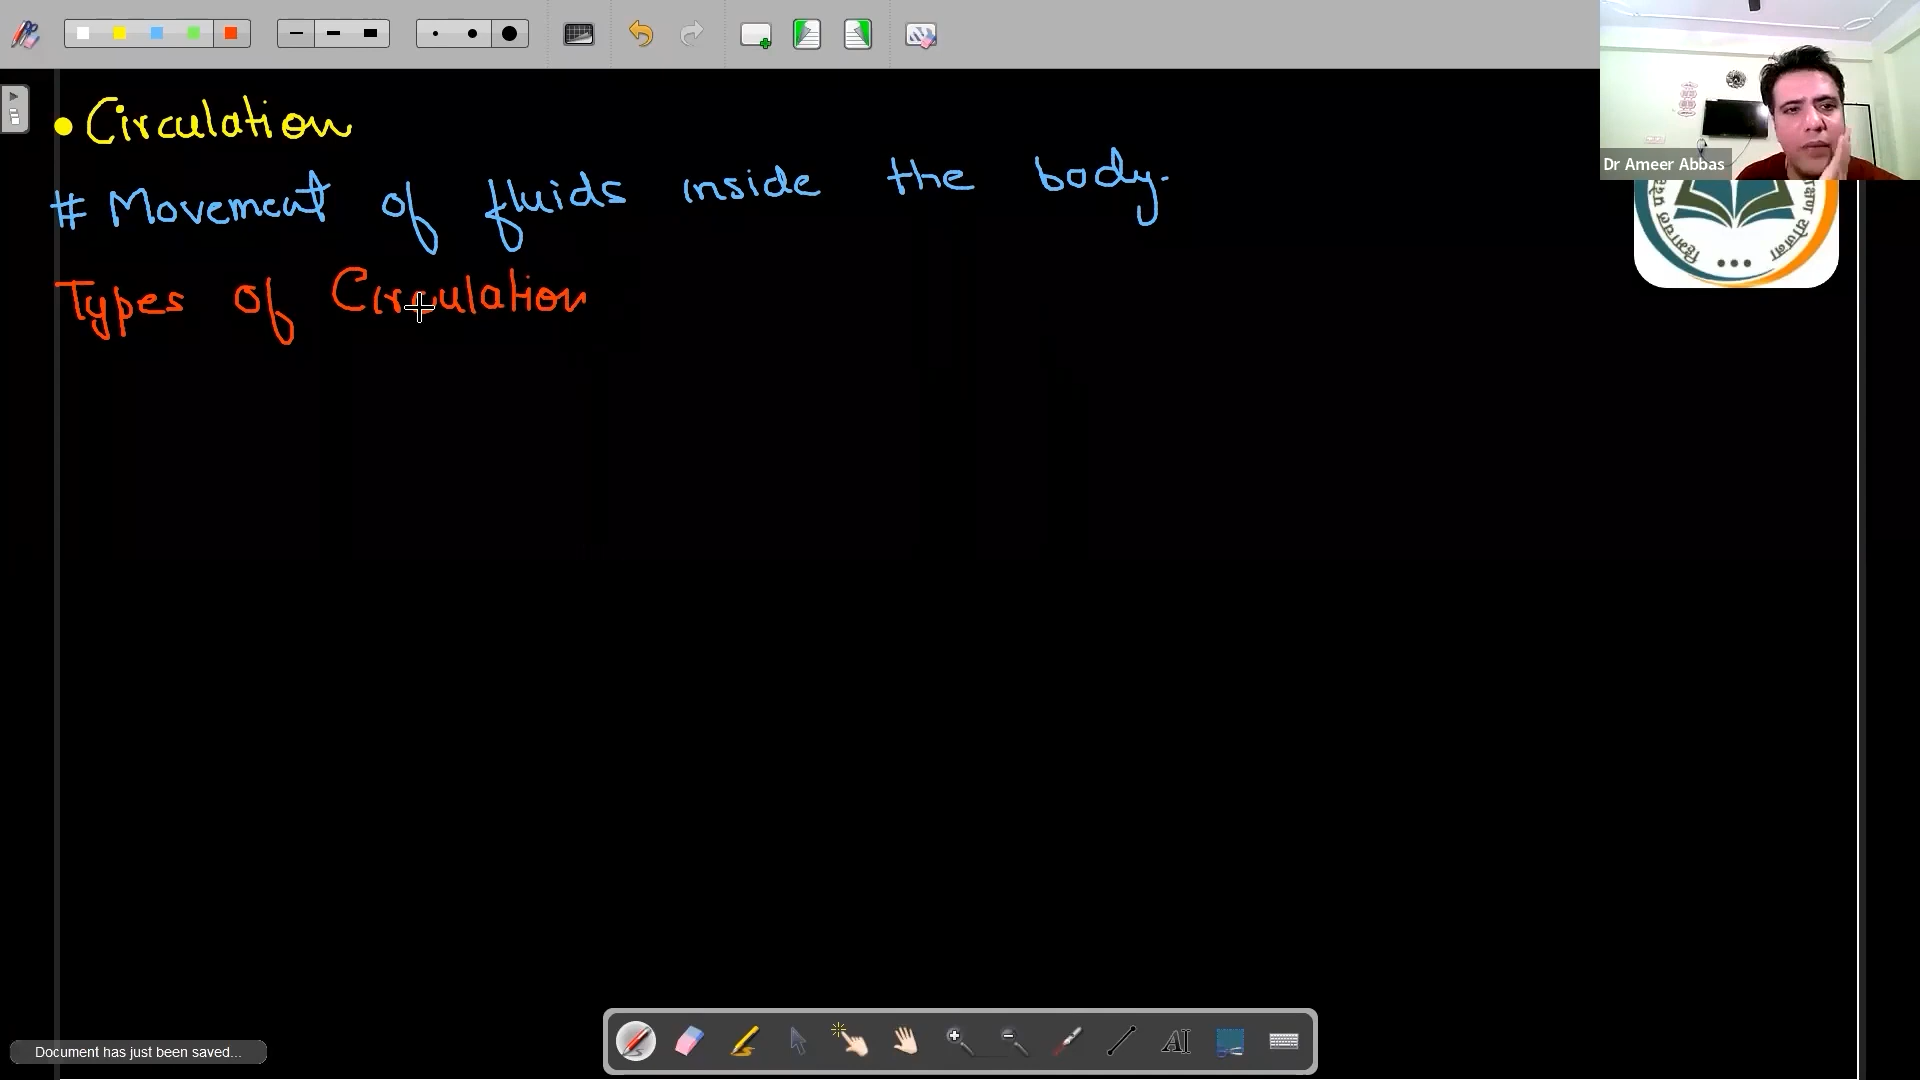 • Circulation
# Movement of fluids inside the body.
Types of Circulation
Dr Ameer Abbas
Document has just been saved...